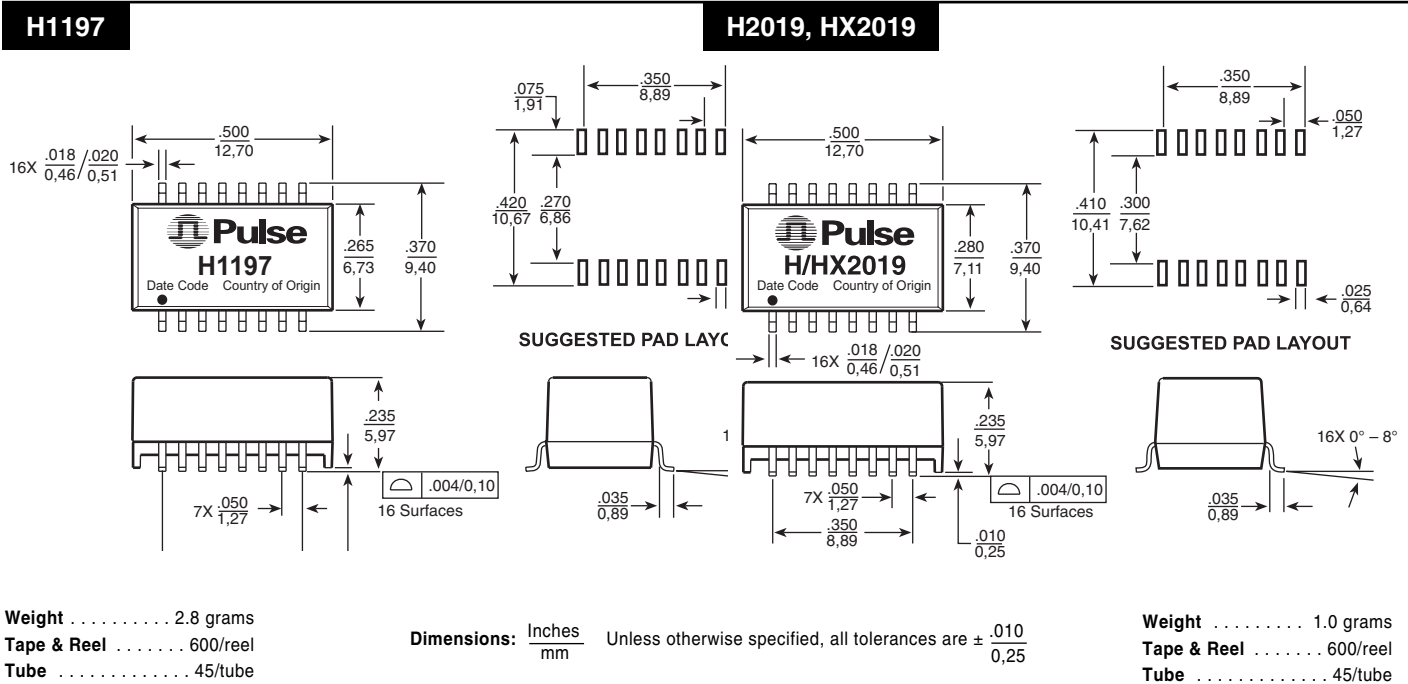 H1197
.500
12,70
16X .018/.020
0,46/0,51
Pulse
H1197
Date Code Country of Origin
.265
6,73
.370
9,40
.075
1,91
.350
8,89
.420
10,67
.270
6,86
SUGGESTED PAD LAYO
.235
5,97
.004/0,10
16 Surfaces
7X .050
1,27
.035
0,89
1
Weight . . . . . . . . . . 2.8 grams
Tape & Reel . . . . . . . 600/reel
Tube . . . . . . . . . . . . . 45/tube
Dimensions: Inches
mm
Unless otherwise specified, all tolerances are ± .010
0,25
H2019, HX2019
.500
12,70
Pulse
H/HX2019
Date Code Country of Origin
.280
7,11
.370
9,40
16X .018/.020
0,46/0,51
.350
8,89
.050
1,27
.410
10,41
.300
7,62
.025
0,64
SUGGESTED PAD LAYOUT
.235
5,97
.004/0,10
16 Surfaces
7X .050
1,27
.350
8,89
.010
0,25
16X 0° – 8°
.035
0,89
Weight . . . . . . . . . 1.0 grams
Tape & Reel . . . . . . . 600/reel
Tube . . . . . . . . . . . . . 45/tube